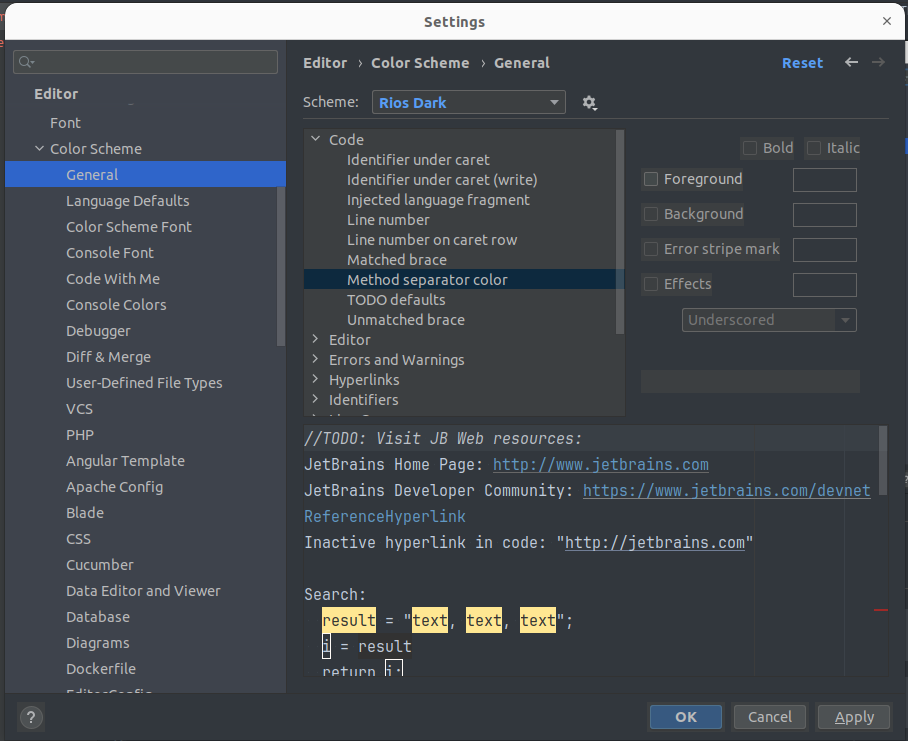 Settings
Editor › Color Scheme › General
Reset
Scheme:
Rios Dark
Editor
Font
Color Scheme
General
Language Defaults
Color Scheme Font
Console Font
Code With Me
Console Colors
Debugger
Diff & Merge
User-Defined File Types
VCS
PHP
Angular Template
Apache Config
Blade
CSS
Cucumber
Data Editor and Viewer
Database
Diagrams
Dockerfile
EditorConfig
Code
Identifier under caret
Identifier under caret (write)
Injected language fragment
Line number
Line number on caret row
Matched brace
Method separator color
TODO defaults
Unmatched brace
Editor
Errors and Warnings
Hyperlinks
Identifiers
Bold
Italic
Foreground
Background
Error stripe mark
Effects
Underscored
//TODO: Visit JB Web resources:
JetBrains Home Page: http://www.jetbrains.com
JetBrains Developer Community: https://www.jetbrains.com/devnet
ReferenceHyperlink
Inactive hyperlink in code: "http://jetbrains.com"
Search:
result = "text, text, text";
i = result
return i;
?
OK
Cancel
Apply